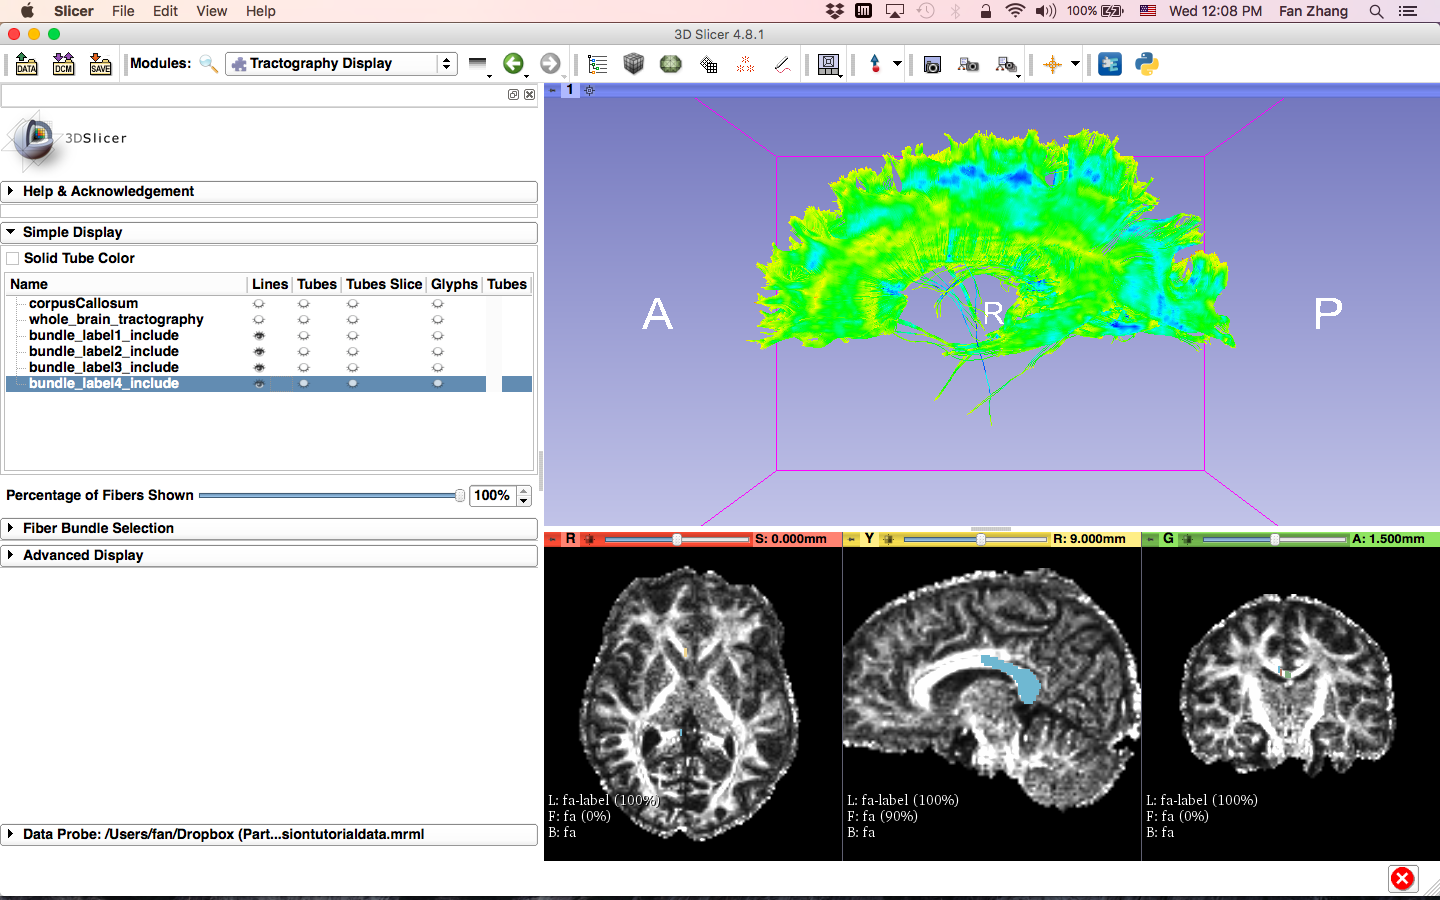 Slicer File Edit View Help 100% Wed 12:08 PM Fan Zhang
3D Slicer 4.8.1
DATA DCM SAVE Modules: Tractography Display
1
3DSlicer
Help & Acknowledgement
Simple Display
Solid Tube Color
Name Lines Tubes Tubes Slice Glyphs Tubes
corpusCallosum
whole_brain_tractography
bundle_label1_include
bundle_label2_include
bundle_label3_include
bundle_label4_include
Percentage of Fibers Shown 100%
Fiber Bundle Selection
Advanced Display
Data Probe: /Users/fan/Dropbox (Part...siontutorialdata.mrml
A R P
R S: 0.000mm
L: fa-label (100%)
F: fa (0%)
B: fa
Y R: 9.000mm
L: fa-label (100%)
F: fa (90%)
B: fa
G A: 1.500mm
L: fa-label (100%)
F: fa (0%)
B: fa